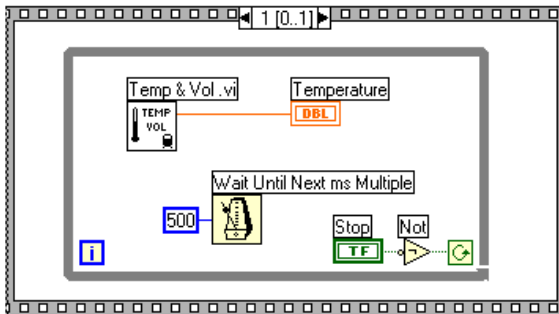 1 [0..1]
Temp & Vol .vi
Temperature
TEMP
VOL
DBL
Wait Until Next ms Multiple
500
Stop
Not
TF
i